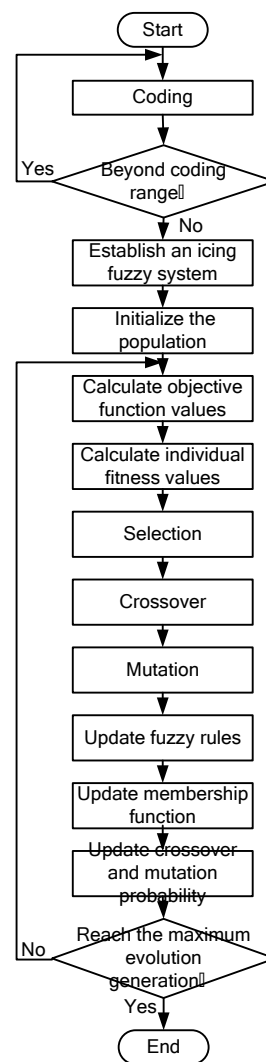 Start
Coding
Beyond coding
range▯
Yes
No
Establish an icing
fuzzy system
Initialize the
population
Calculate objective
function values
Calculate individual
fitness values
Selection
Crossover
Mutation
Update fuzzy rules
Update membership
function
Update crossover
and mutation
probability
Reach the maximum
evolution
generation▯
No
Yes
End